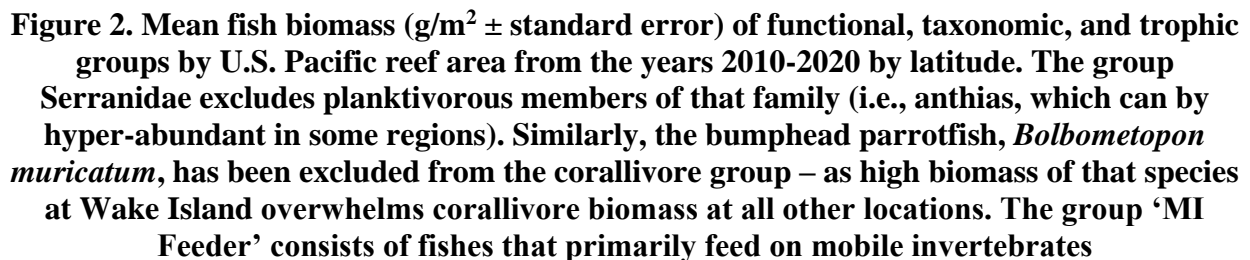 Figure 2. Mean fish biomass (g/m² ± standard error) of functional, taxonomic, and trophic
groups by U.S. Pacific reef area from the years 2010-2020 by latitude. The group
Serranidae excludes planktivorous members of that family (i.e., anthias, which can by
hyper-abundant in some regions). Similarly, the bumphead parrotfish, Bolbometopon
muricatum, has been excluded from the corallivore group – as high biomass of that species
at Wake Island overwhelms corallivore biomass at all other locations. The group ‘MI
Feeder’ consists of fishes that primarily feed on mobile invertebrates